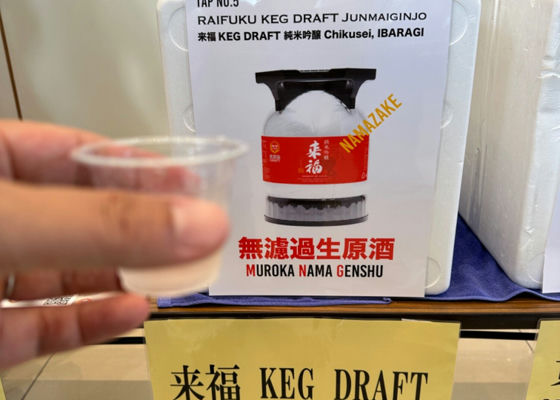 TAP NO.5
RAIFUKU KEG DRAFT JUNMAIGINJO
来福 KEG DRAFT 純米吟醸 Chikusei, IBARAGI
NAMAZAKE
来福
無濾過生原酒
MUROKA NAMA GENSHU
来福 KEG DRAFT